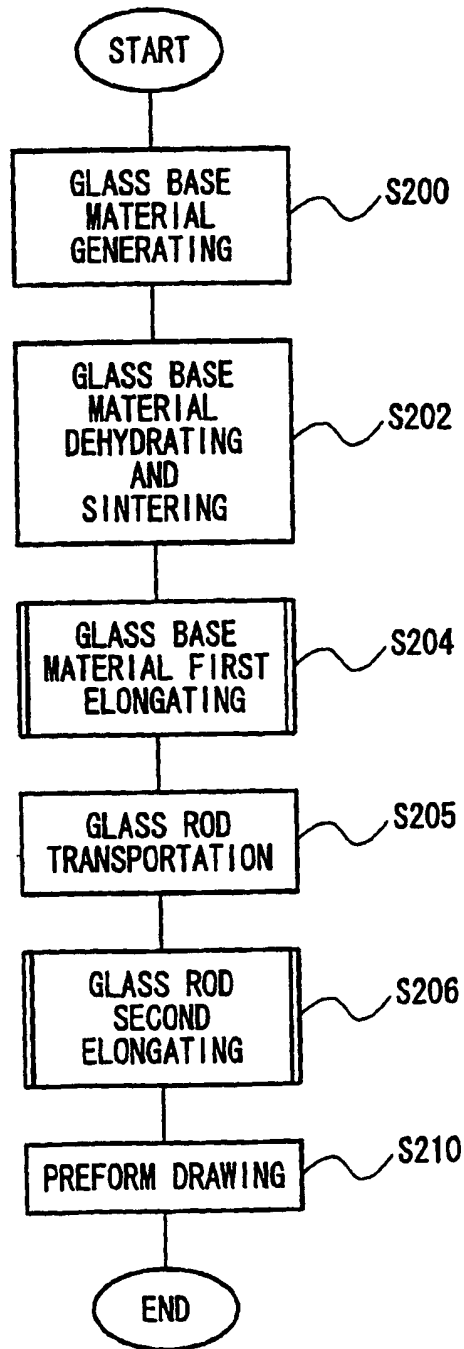 START
GLASS BASE
MATERIAL
GENERATING
S200
GLASS BASE
MATERIAL
DEHYDRATING
AND
SINTERING
S202
GLASS BASE
MATERIAL FIRST
ELONGATING
S204
GLASS ROD
TRANSPORTATION
S205
GLASS ROD
SECOND
ELONGATING
S206
PREFORM DRAWING
S210
END